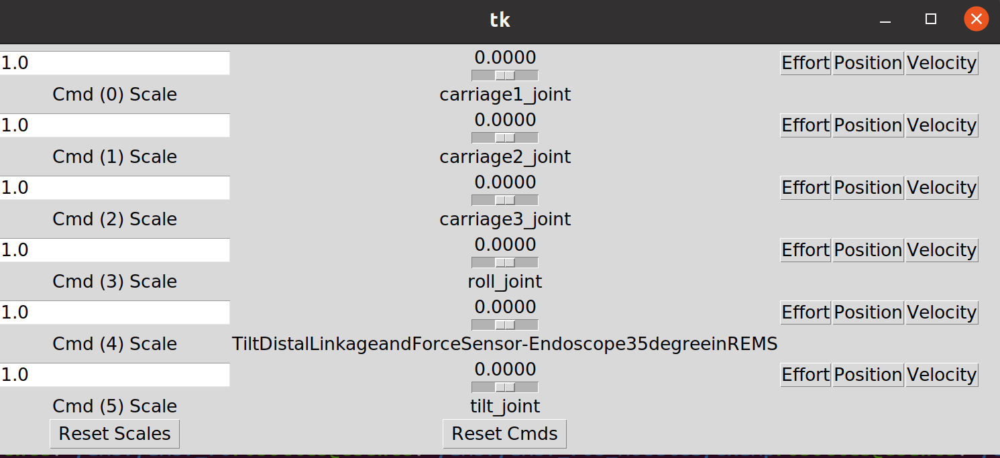 tk
1.0 0.0000 Effort Position Velocity
Cmd (0) Scale carriage1_joint
1.0 0.0000 Effort Position Velocity
Cmd (1) Scale carriage2_joint
1.0 0.0000 Effort Position Velocity
Cmd (2) Scale carriage3_joint
1.0 0.0000 Effort Position Velocity
Cmd (3) Scale roll_joint
1.0 0.0000 Effort Position Velocity
Cmd (4) Scale TiltDistalLinkageandForceSensor-Endoscope35degreeinREMS
1.0 0.0000 Effort Position Velocity
Cmd (5) Scale tilt_joint
Reset Scales Reset Cmds